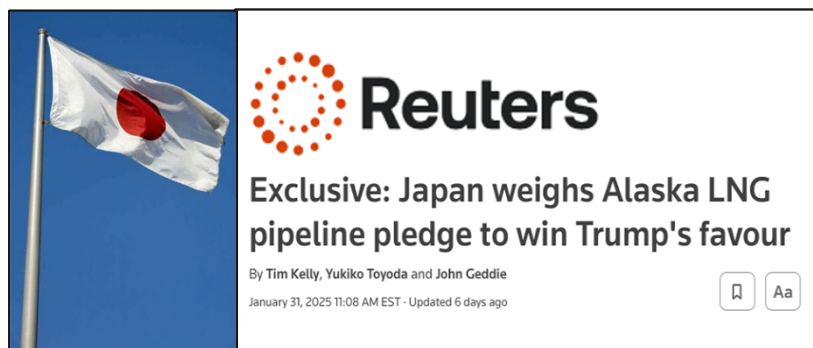 Reuters
Exclusive: Japan weighs Alaska LNG
pipeline pledge to win Trump's favour
By Tim Kelly, Yukiko Toyoda and John Geddie
January 31, 2025 11:08 AM EST · Updated 6 days ago
Aa